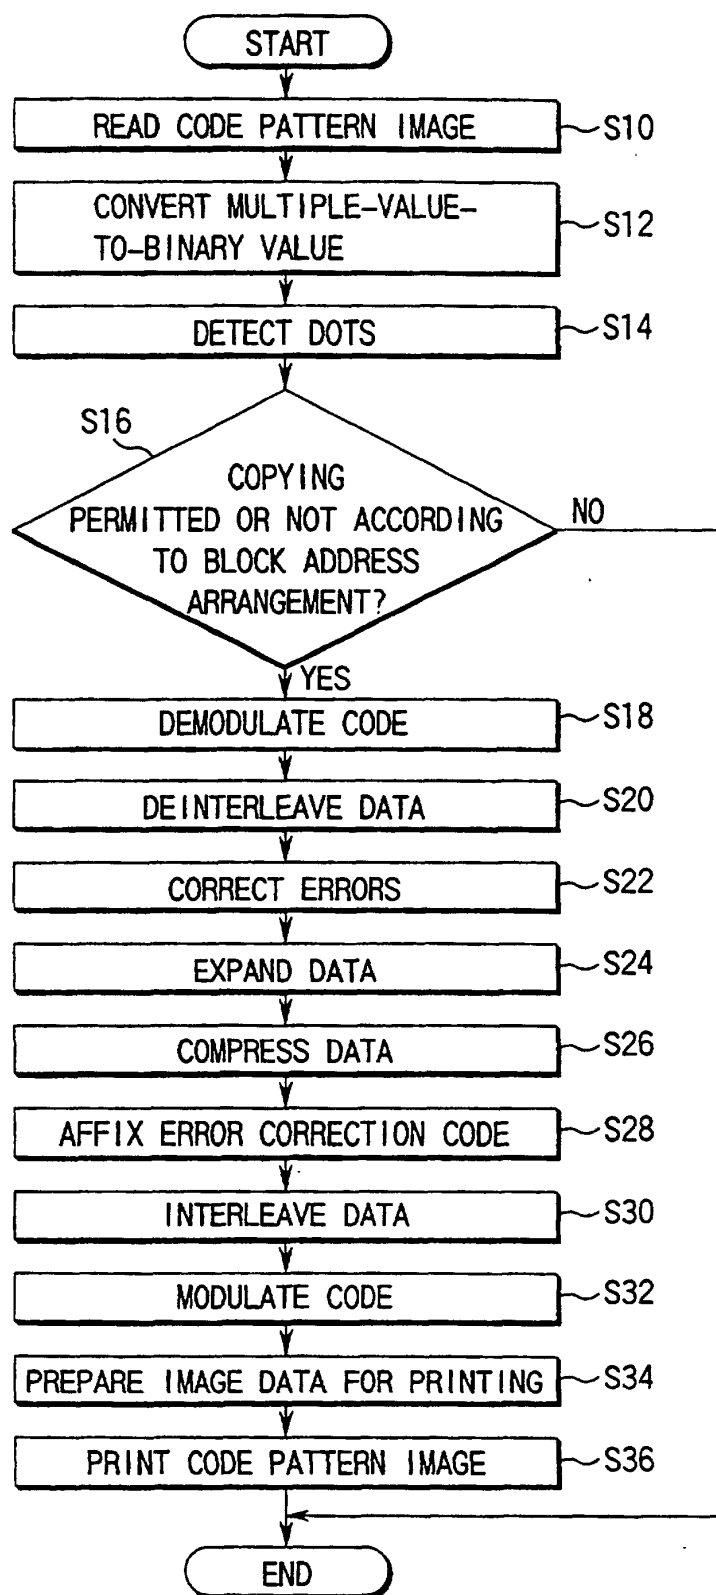 START
READ CODE PATTERN IMAGE
S10
CONVERT MULTIPLE-VALUE-
TO-BINARY VALUE
S12
DETECT DOTS
S14
S16
COPYING
PERMITTED OR NOT ACCORDING
TO BLOCK ADDRESS
ARRANGEMENT?
NO
YES
DEMODULATE CODE
S18
DEINTERLEAVE DATA
S20
CORRECT ERRORS
S22
EXPAND DATA
S24
COMPRESS DATA
S26
AFFIX ERROR CORRECTION CODE
S28
INTERLEAVE DATA
S30
MODULATE CODE
S32
PREPARE IMAGE DATA FOR PRINTING
S34
PRINT CODE PATTERN IMAGE
S36
END